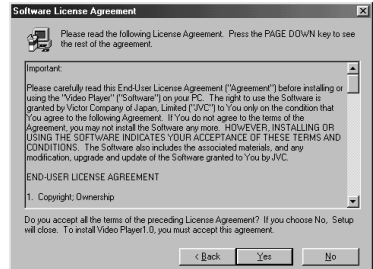 Software License Agreement
Please read the following License Agreement. Press the PAGE DOWN key to see
the rest of the agreement.
Important:
Please carefully read this End-User License Agreement ("Agreement") before installing or
using the "Video Player" ("Software") on your PC. The right to use the Software is
granted by Victor Company of Japan, Limited ("JVC") to You only on the condition that
You agree to the following Agreement. If You do not agree to the terms of the
Agreement, you may not install the Software any more. HOWEVER, INSTALLING OR
USING THE SOFTWARE INDICATES YOUR ACCEPTANCE OF THESE TERMS AND
CONDITIONS. The Software also includes the associated materials, and any
modification, upgrade and update of the Software granted to You by JVC.
END-USER LICENSE AGREEMENT
1. Copyright; Ownership
Do you accept all the terms of the preceding License Agreement? If you choose No, Setup
will close. To install Video Player1.0, you must accept this agreement.
< Back Yes No